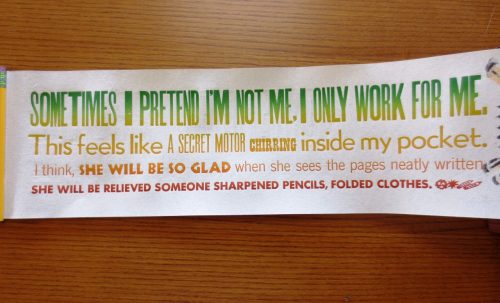 SOMETIMES I PRETEND I'M NOT ME, I ONLY WORK FOR ME.
This feels like A SECRET MOTOR CHIRRING inside my pocket.
I think, SHE WILL BE SO GLAD when she sees the pages neatly written,
SHE WILL BE RELIEVED SOMEONE SHARPENED PENCILS, FOLDED CLOTHES.